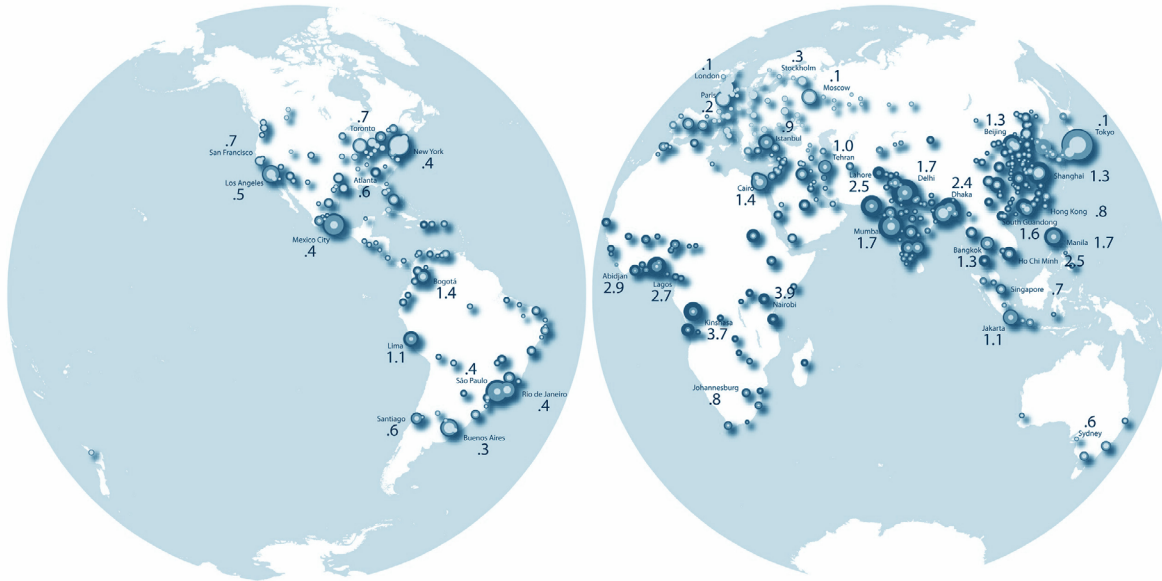 .7
Toronto
.7
San Francisco
New York
.4
Los Angeles
.5
Atlanta
.6
Mexico City
.4
Bogotá
1.4
Lima
1.1
.4
São Paulo
Rio de Janeiro
.4
Santiago
.6
Buenos Aires
.3
.1
London
.3
Stockholm
.1
Moscow
Paris
.2
.9
Istanbul
1.0
Tehran
1.3
Beijing
.1
Tokyo
Cairo
1.4
Lahore
2.5
1.7
Delhi
2.4
Dhaka
Shanghai
1.3
Mumbai
1.7
Hong Kong
.8
South Guandong
1.6
Manila
1.7
Bangkok
1.3
Ho Chi Minh
2.5
Abidjan
2.9
Lagos
2.7
3.9
Nairobi
Singapore
.7
Kinshasa
3.7
Jakarta
1.1
Johannesburg
.8
.6
Sydney